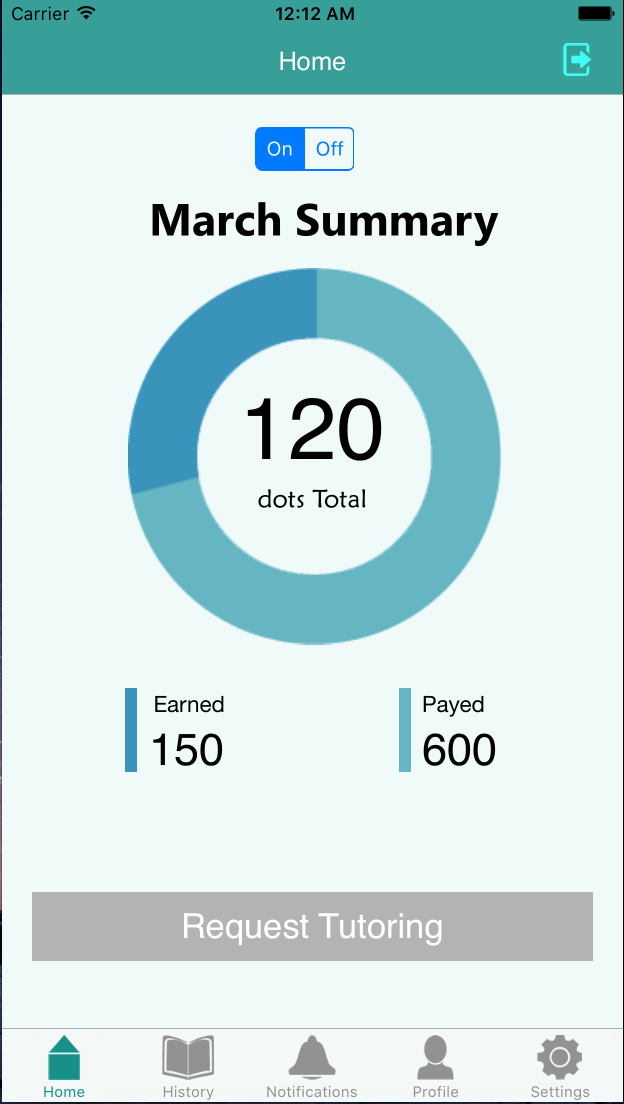 Carrier 12:12 AM
Home
On Off
March Summary
120
dots Total
Earned Payed
150 600
Request Tutoring
Home History Notifications Profile Settings